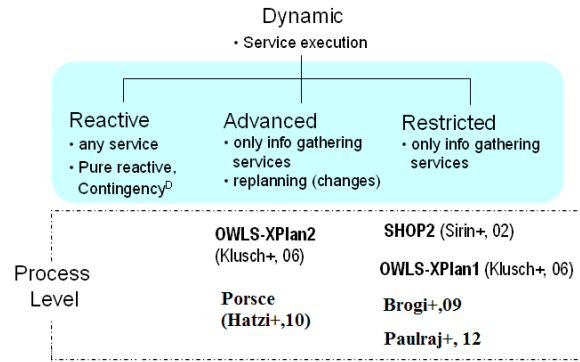 Dynamic
• Service execution
Reactive
• any service
• Pure reactive,
Contingencyᴰ
Advanced
• only info gathering
services
• replanning (changes)
Restricted
• only info gathering
services
Process
Level
OWLS-XPlan2
(Klusch+, 06)
Porsce
(Hatzi+,10)
SHOP2 (Sirin+, 02)
OWLS-XPlan1 (Klusch+, 06)
Brogi+,09
Paulraj+, 12